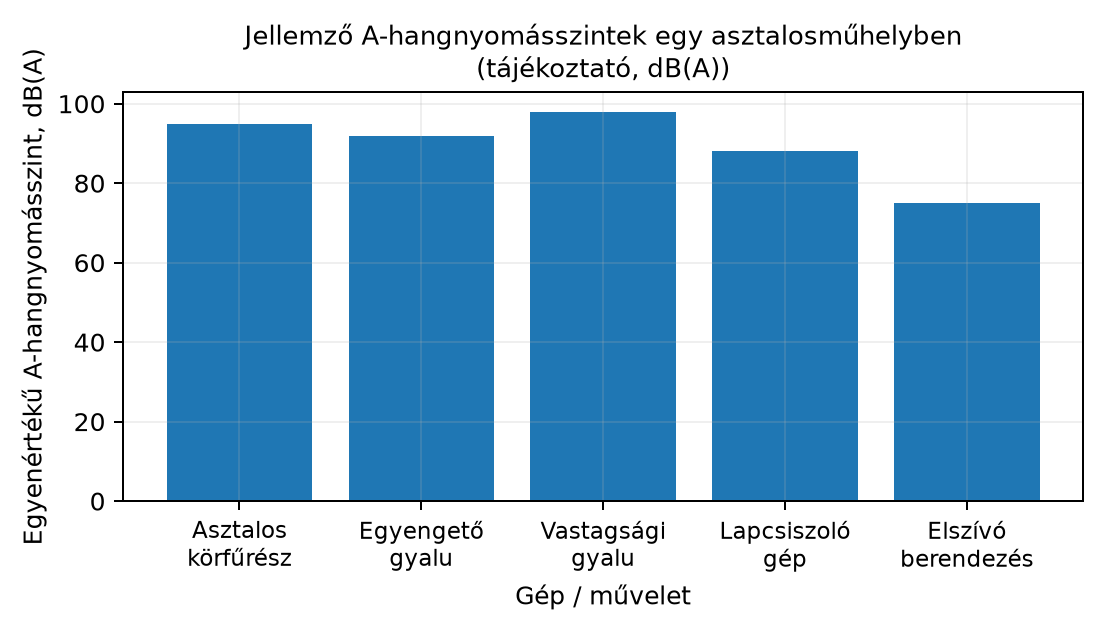 Jellemző A-hangnyomásszintek egy asztalosműhelyben
(tájékoztató, dB(A))
Egyenértékű A-hangnyomásszint, dB(A)
100
80
60
40
20
0
Asztalos
körfűrész
Egyengető
gyalu
Vastagsági
gyalu
Lapcsiszoló
gép
Elszívó
berendezés
Gép / művelet